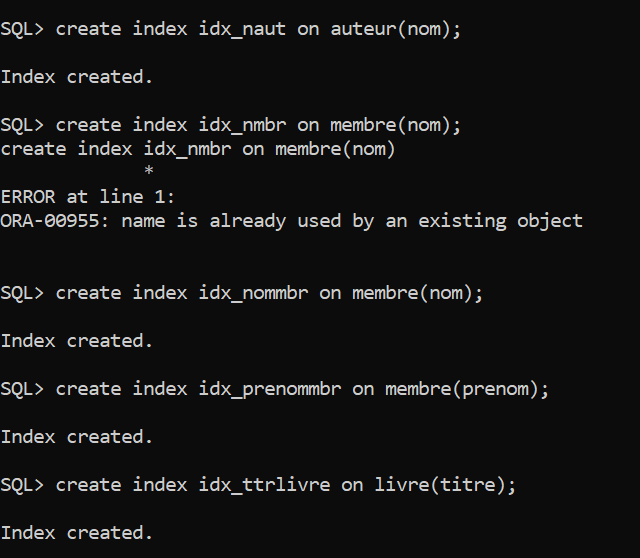 SQL> create index idx_naut on auteur(nom);
Index created.
SQL> create index idx_nmbr on membre(nom);
create index idx_nmbr on membre(nom)
*
ERROR at line 1:
ORA-00955: name is already used by an existing object
SQL> create index idx_nommbr on membre(nom);
Index created.
SQL> create index idx_prenommbr on membre(prenom);
Index created.
SQL> create index idx_ttrlivre on livre(titre);
Index created.